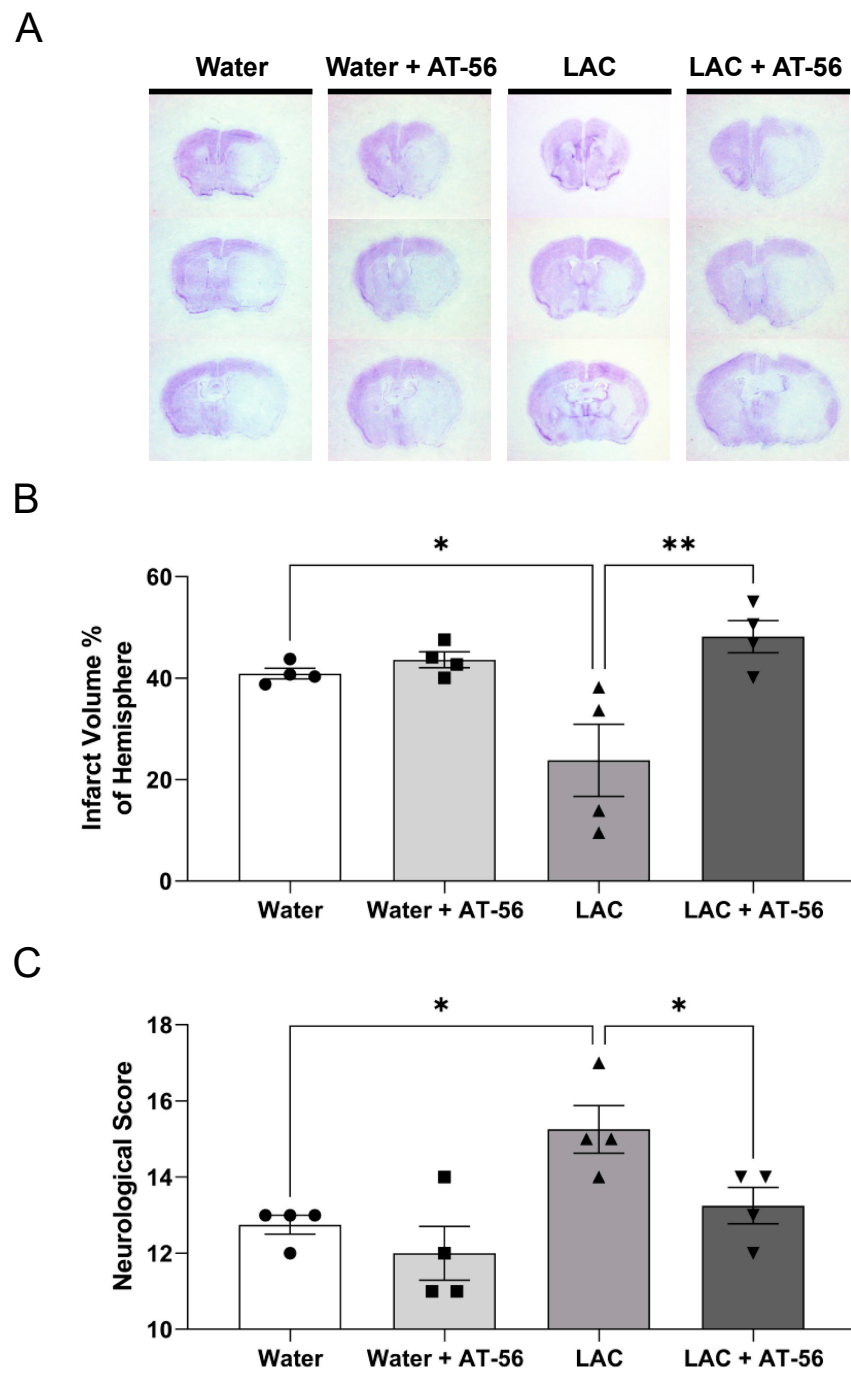 A
Water Water + AT-56 LAC LAC + AT-56
B
* **
60
40
20
0
Infarct Volume %
of Hemisphere
Water Water + AT-56 LAC LAC + AT-56
C
* *
18
16
14
12
10
Neurological Score
Water Water + AT-56 LAC LAC + AT-56